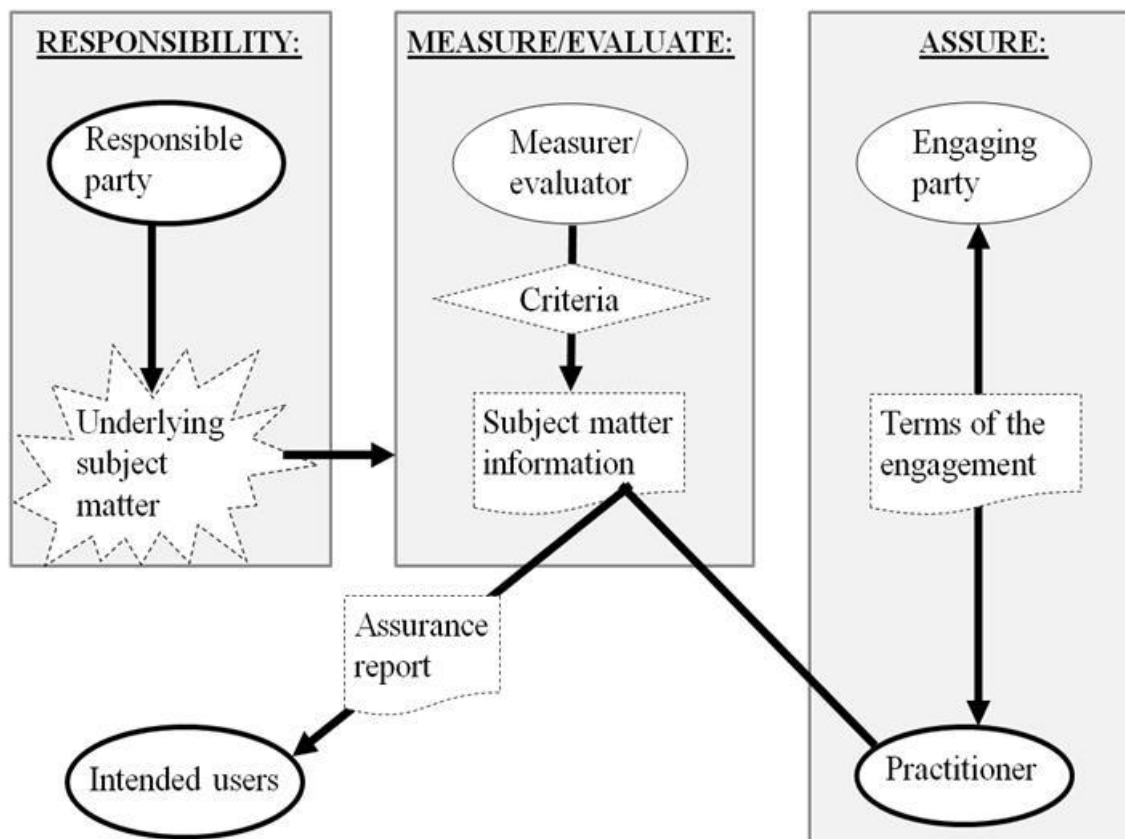 RESPONSIBILITY:
Responsible
party
Underlying
subject
matter
MEASURE/EVALUATE:
Measurer/
evaluator
Criteria
Subject matter
information
ASSURE:
Engaging
party
Terms of the
engagement
Assurance
report
Intended users
Practitioner